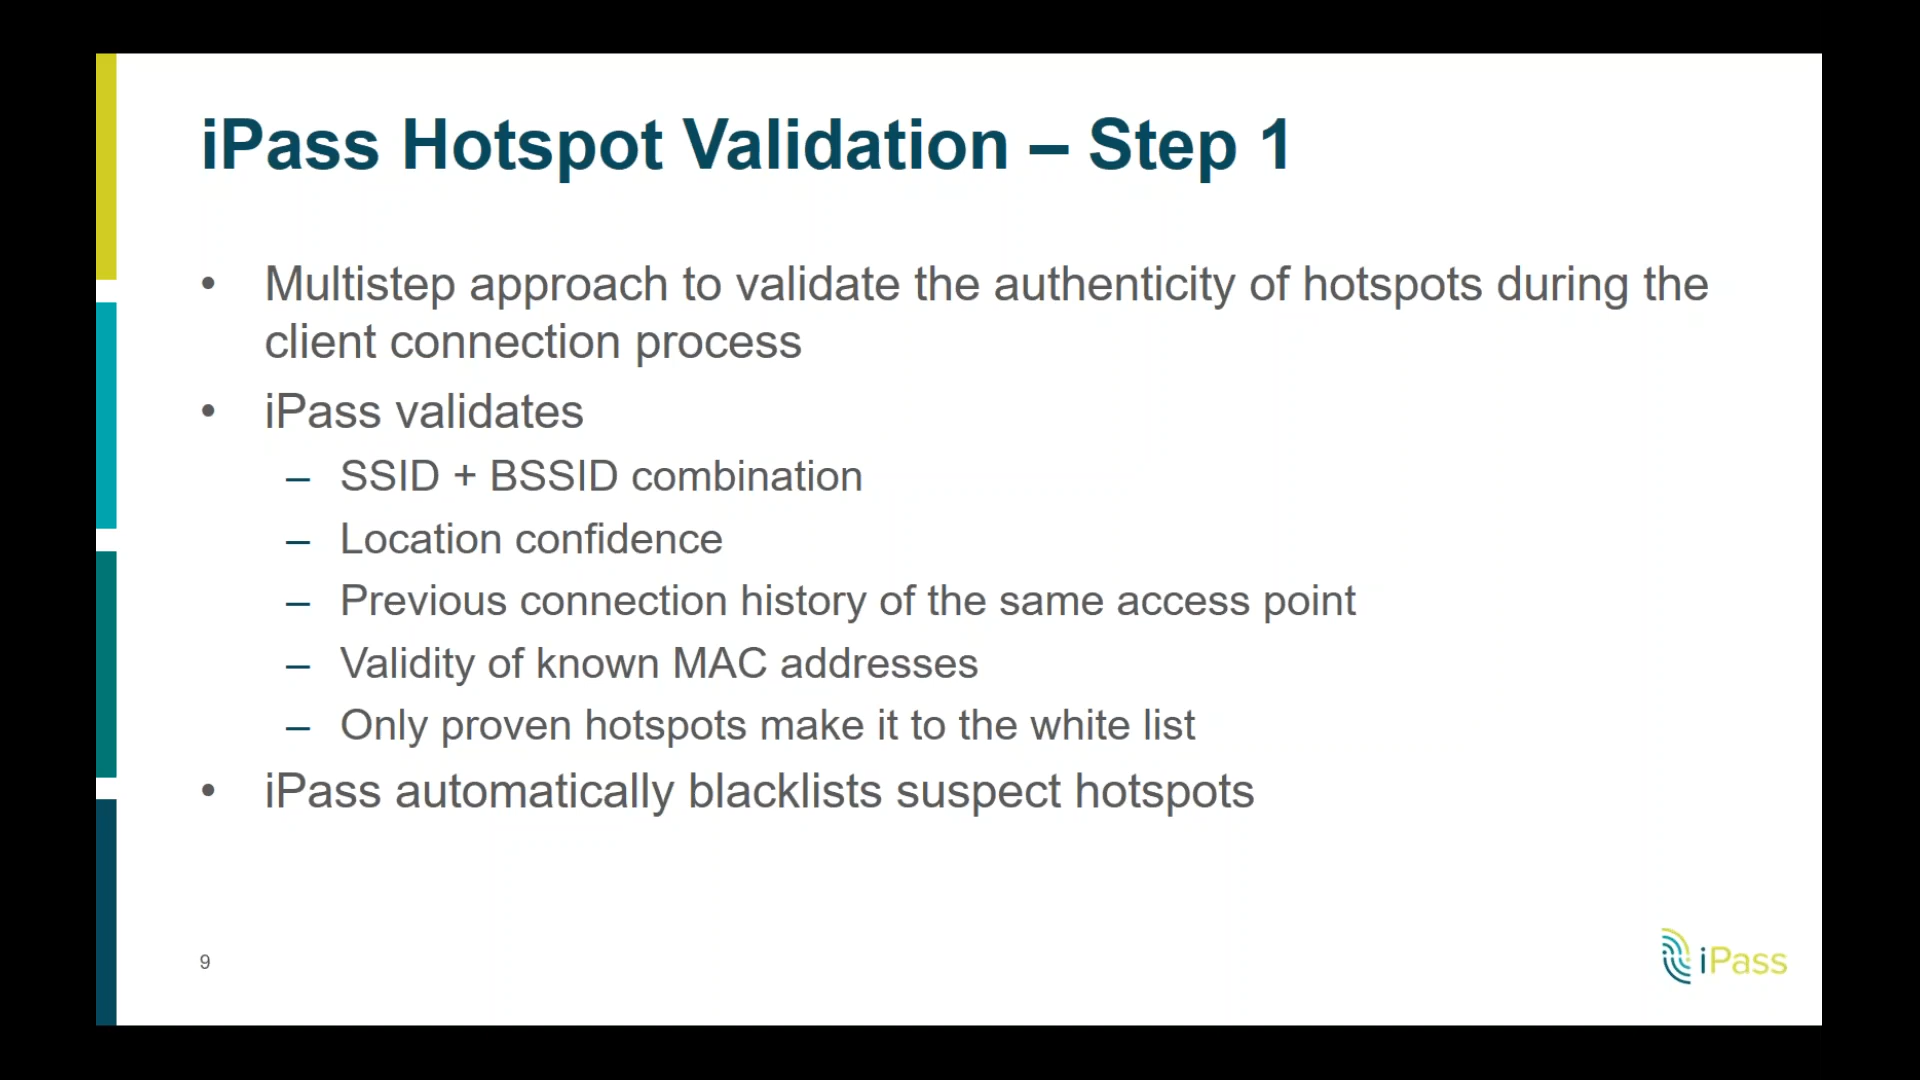 iPass Hotspot Validation – Step 1
• Multistep approach to validate the authenticity of hotspots during the
client connection process
• iPass validates
– SSID + BSSID combination
– Location confidence
– Previous connection history of the same access point
– Validity of known MAC addresses
– Only proven hotspots make it to the white list
• iPass automatically blacklists suspect hotspots
9
iPass